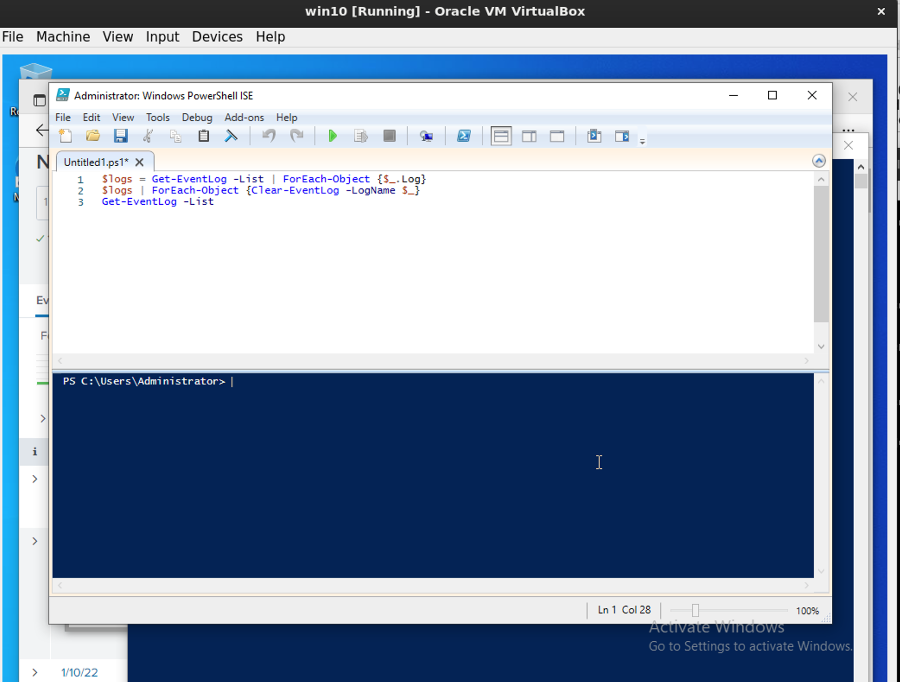 win10 [Running] - Oracle VM VirtualBox
File Machine View Input Devices Help
Administrator: Windows PowerShell ISE
File Edit View Tools Debug Add-ons Help
Untitled1.ps1*
1 $logs = Get-EventLog -List | ForEach-Object {$_.Log}
2 $logs | ForEach-Object {Clear-EventLog -LogName $_}
3 Get-EventLog -List
PS C:\Users\Administrator>
Ln 1 Col 28
100%
Activate Windows
Go to Settings to activate Windows.
N
Ev
i
1/10/22